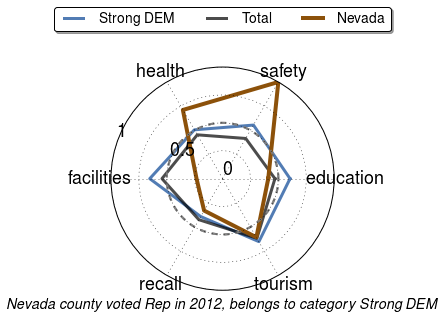 Strong DEM Total Nevada
health safety
1
0.5
0
facilities education
recall tourism
Nevada county voted Rep in 2012, belongs to category Strong DEM